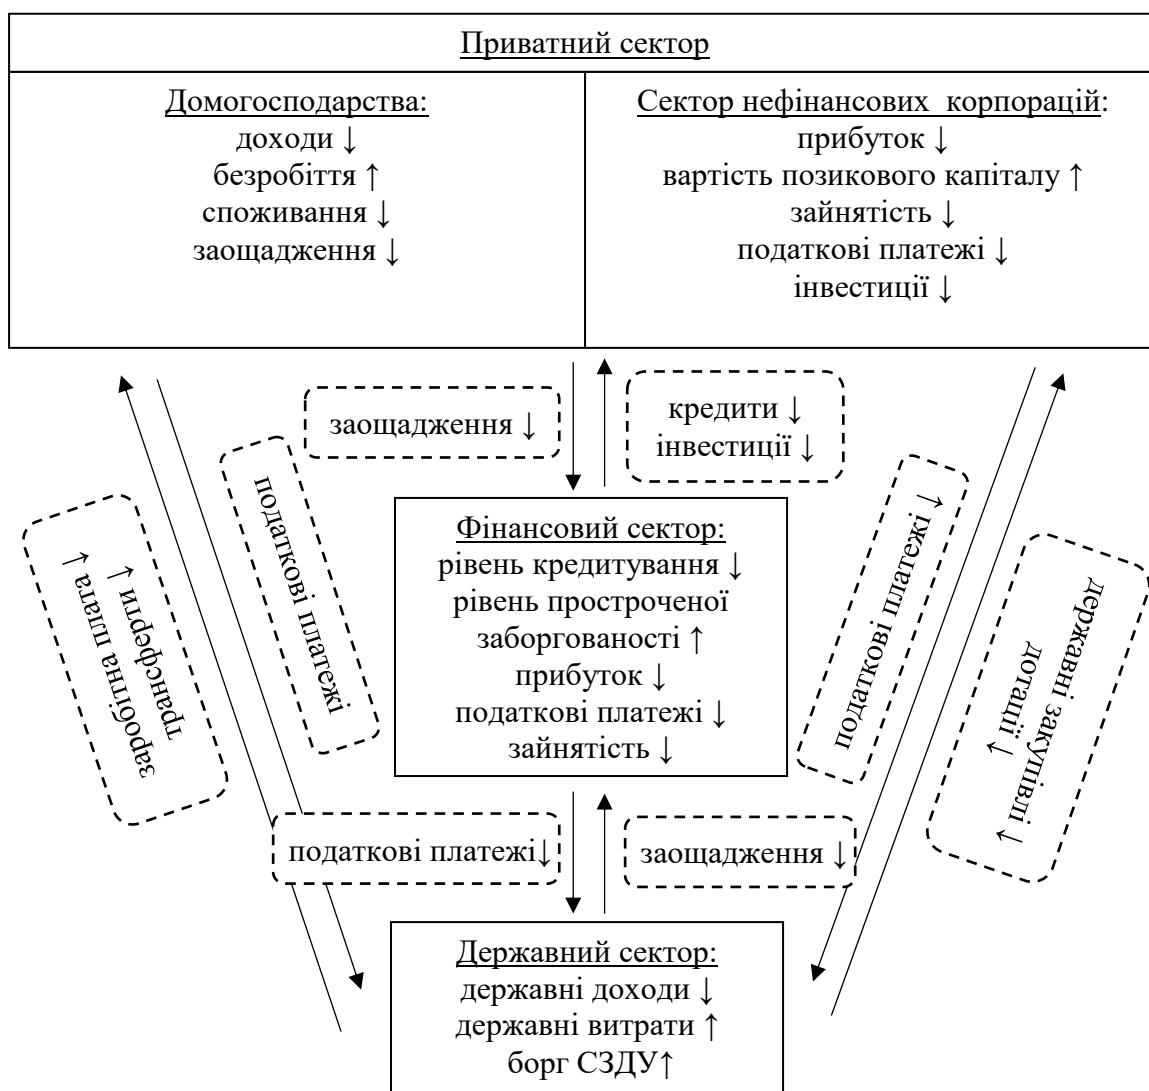 Приватний сектор
Домогосподарства:
доходи ↓
безробіття ↑
споживання ↓
заощадження ↓
Сектор нефінансових корпорацій:
прибуток ↓
вартість позикового капіталу ↑
зайнятість ↓
податкові платежі ↓
інвестиції ↓
заощадження ↓
кредити ↓
інвестиції ↓
заробітна плата ↑
трансферти ↑
податкові платежі
Фінансовий сектор:
рівень кредитування ↓
рівень простроченої
заборгованості ↑
прибуток ↓
податкові платежі ↓
зайнятість ↓
податкові платежі ↓
державні закупівлі ↓
дотації ↓
податкові платежі↓
заощадження ↓
Державний сектор:
державні доходи ↓
державні витрати ↑
борг СЗДУ↑